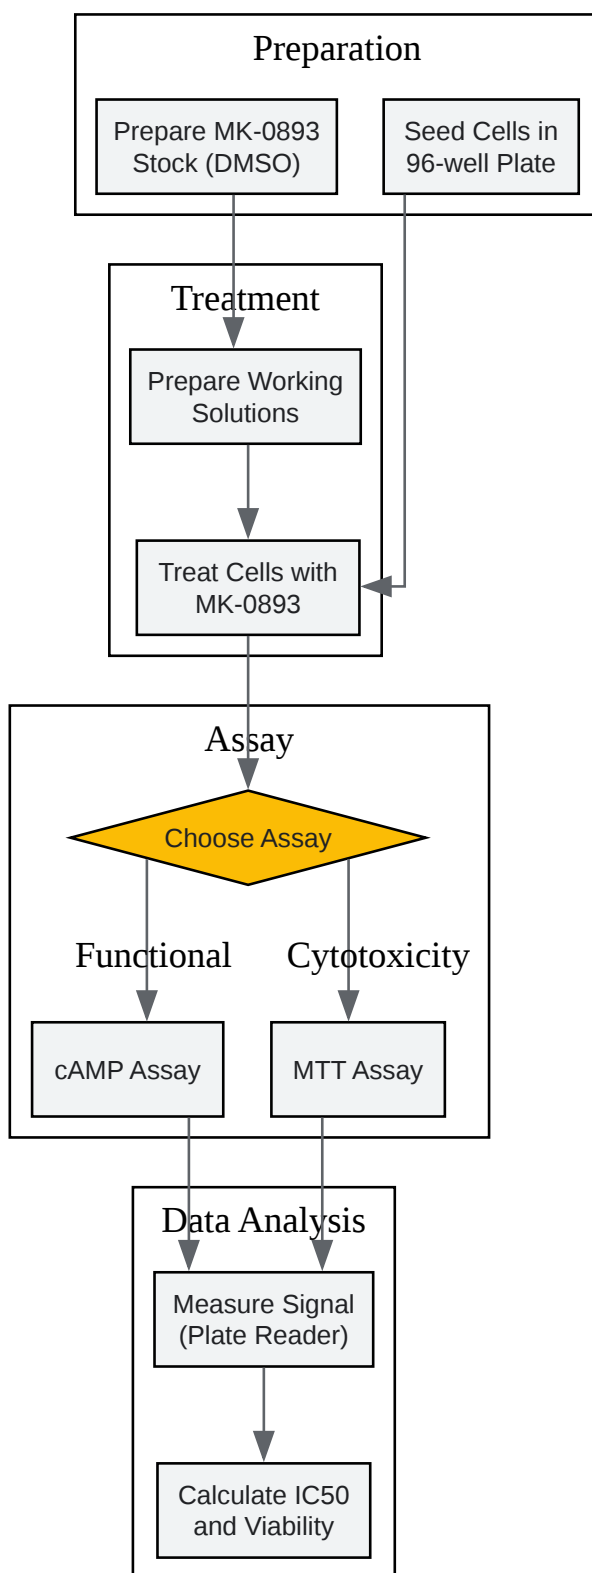 Preparation
Prepare MK-0893
Stock (DMSO)
Seed Cells in
96-well Plate
Treatment
Prepare Working
Solutions
Treat Cells with
MK-0893
Assay
Choose Assay
Functional
Cytotoxicity
cAMP Assay
MTT Assay
Data Analysis
Measure Signal
(Plate Reader)
Calculate IC50
and Viability